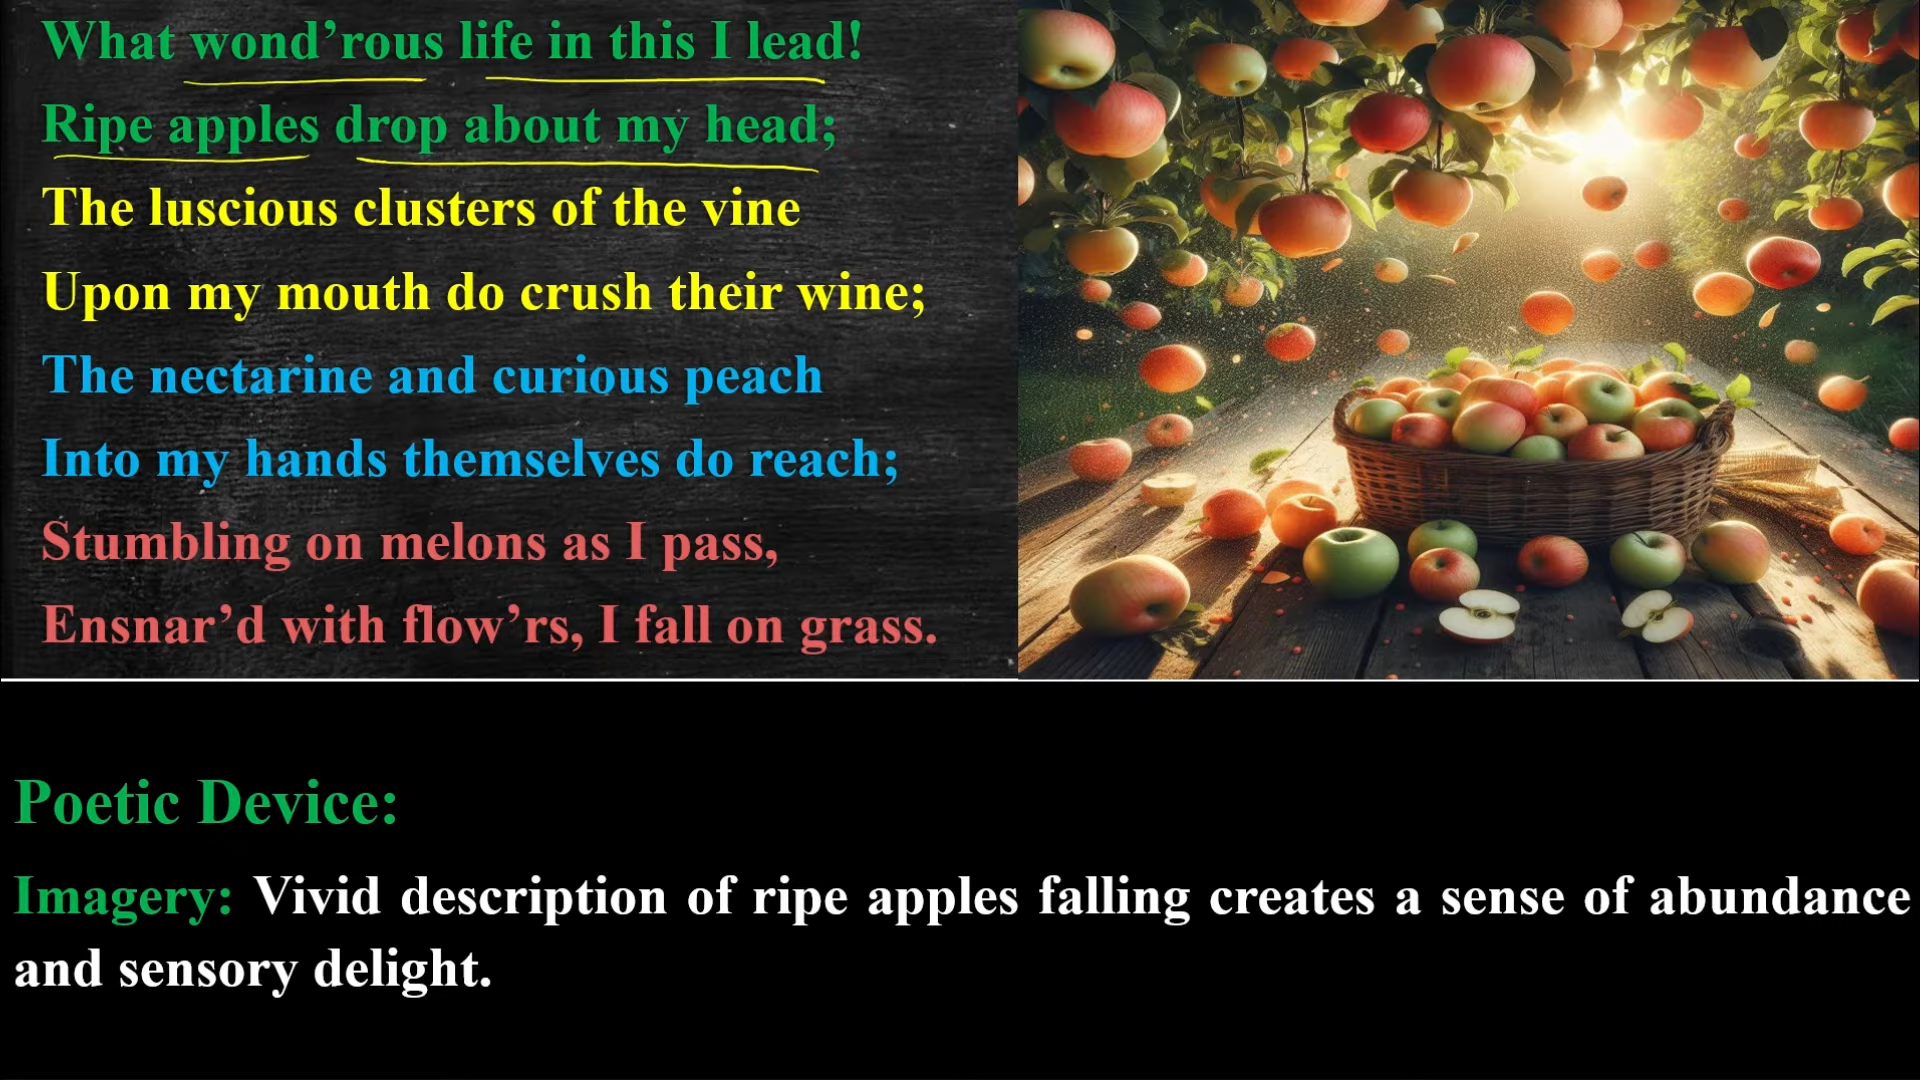 What wond’rous life in this I lead!
Ripe apples drop about my head;
The luscious clusters of the vine
Upon my mouth do crush their wine;
The nectarine and curious peach
Into my hands themselves do reach;
Stumbling on melons as I pass,
Ensnar’d with flow’rs, I fall on grass.
Poetic Device:
Imagery: Vivid description of ripe apples falling creates a sense of abundance
and sensory delight.